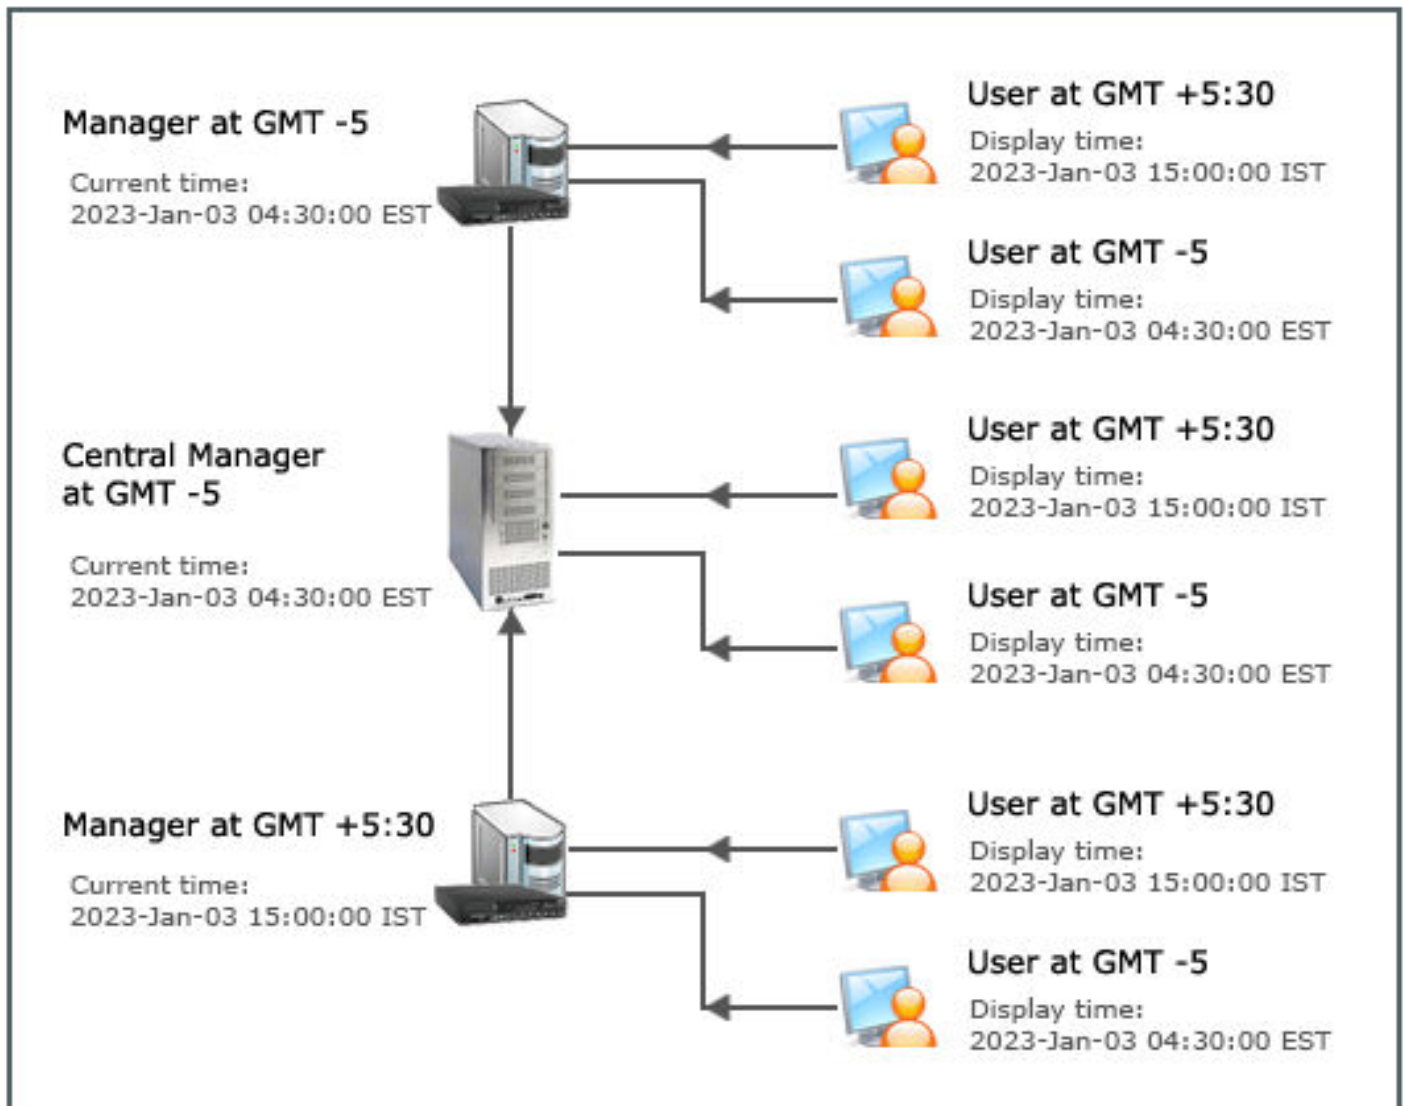 Manager at GMT -5
Current time:
2023-Jan-03 04:30:00 EST
User at GMT +5:30
Display time:
2023-Jan-03 15:00:00 IST
User at GMT -5
Display time:
2023-Jan-03 04:30:00 EST
Central Manager
at GMT -5
Current time:
2023-Jan-03 04:30:00 EST
User at GMT +5:30
Display time:
2023-Jan-03 15:00:00 IST
User at GMT -5
Display time:
2023-Jan-03 04:30:00 EST
Manager at GMT +5:30
Current time:
2023-Jan-03 15:00:00 IST
User at GMT +5:30
Display time:
2023-Jan-03 15:00:00 IST
User at GMT -5
Display time:
2023-Jan-03 04:30:00 EST